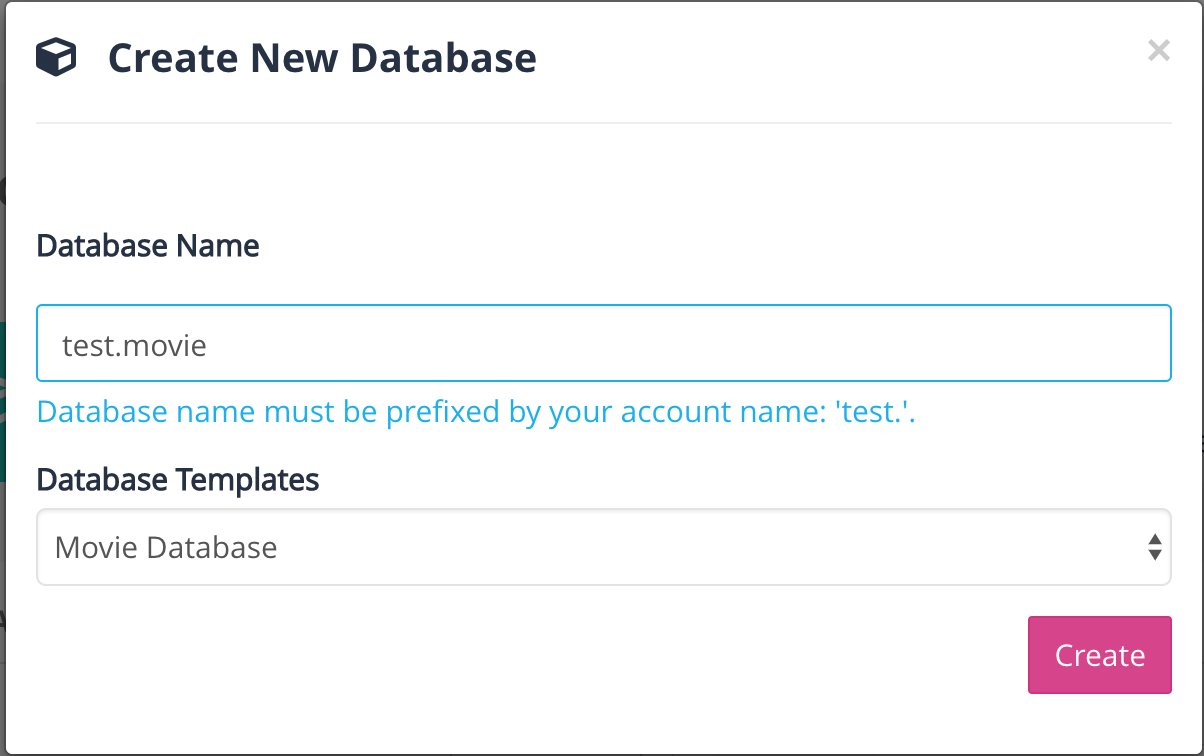 Create New Database
×
Database Name
test.movie
Database name must be prefixed by your account name: 'test.'.
Database Templates
Movie Database
Create